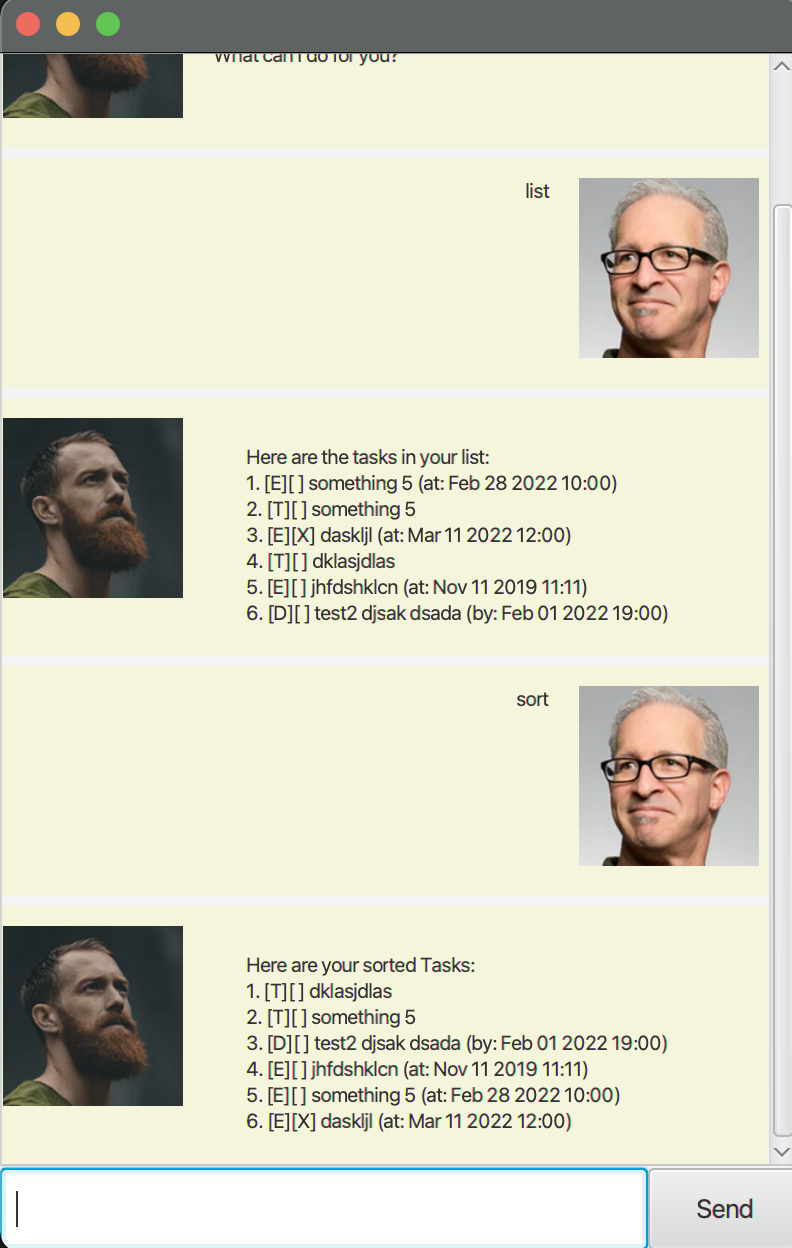 What can I do for you?
list
Here are the tasks in your list:
1. [E][ ] something 5 (at: Feb 28 2022 10:00)
2. [T][ ] something 5
3. [E][X] daskljl (at: Mar 11 2022 12:00)
4. [T][ ] dklasjdlas
5. [E][ ] jhfdshklcn (at: Nov 11 2019 11:11)
6. [D][ ] test2 djsak dsada (by: Feb 01 2022 19:00)
sort
Here are your sorted Tasks:
1. [T][ ] dklasjdlas
2. [T][ ] something 5
3. [D][ ] test2 djsak dsada (by: Feb 01 2022 19:00)
4. [E][ ] jhfdshklcn (at: Nov 11 2019 11:11)
5. [E][ ] something 5 (at: Feb 28 2022 10:00)
6. [E][X] daskljl (at: Mar 11 2022 12:00)
Send